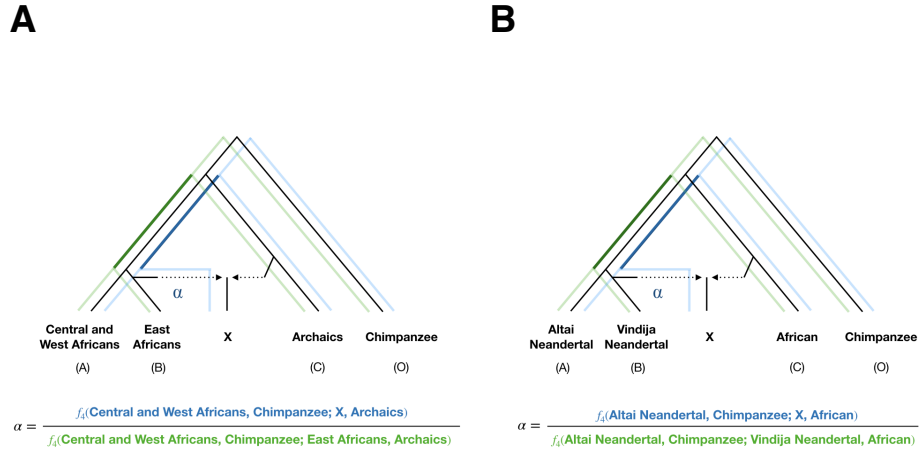 A
B
α
α
Central and
West Africans
East
Africans
X
Archaics
Chimpanzee
(A)
(B)
(C)
(O)
Altai
Neandertal
Vindija
Neandertal
X
African
Chimpanzee
(A)
(B)
(C)
(O)
α =
f₄(Central and West Africans, Chimpanzee; X, Archaics)
f₄(Central and West Africans, Chimpanzee; East Africans, Archaics)
α =
f₄(Altai Neandertal, Chimpanzee; X, African)
f₄(Altai Neandertal, Chimpanzee; Vindija Neandertal, African)